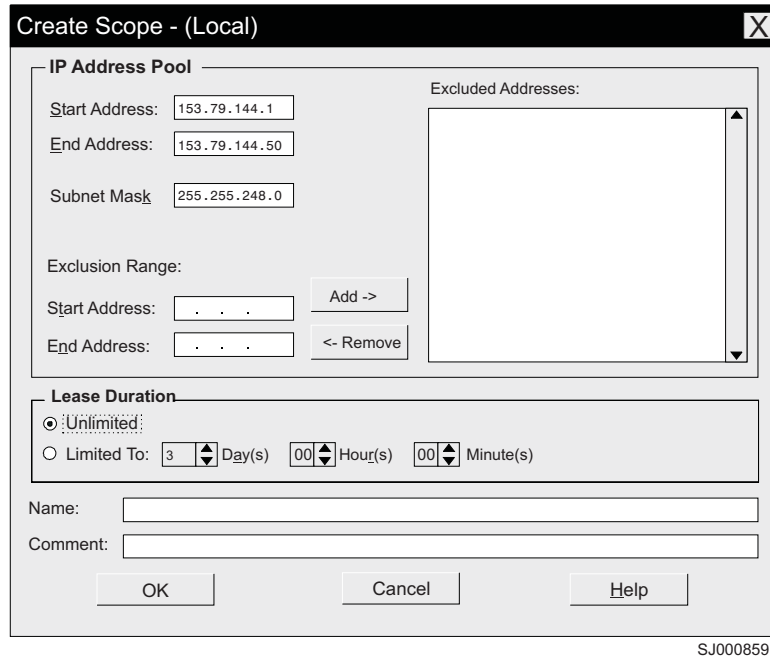 Create Scope - (Local) X
IP Address Pool
Start Address: 153.79.144.1
End Address: 153.79.144.50
Subnet Mask 255.255.248.0
Exclusion Range:
Start Address: . . .
End Address: . . .
Add ->
<- Remove
Excluded Addresses:
Lease Duration
Unlimited
Limited To: 3 Day(s) 00 Hour(s) 00 Minute(s)
Name:
Comment:
OK Cancel Help
SJ000859